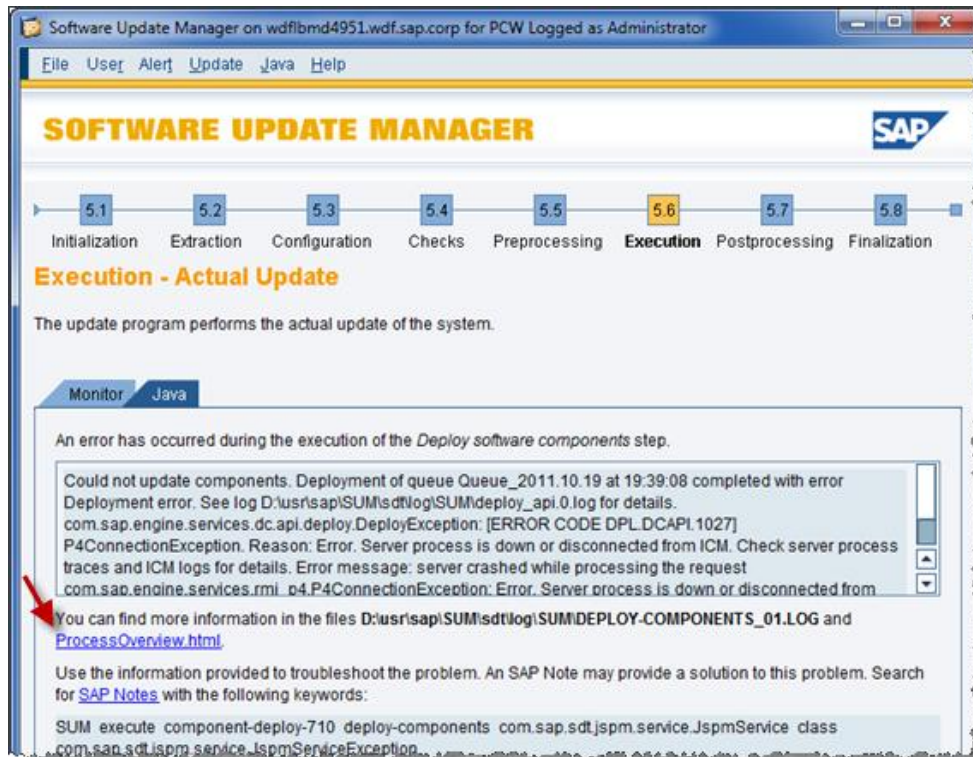 Software Update Manager on wdflbmd4951.wdf.sap.corp for PCW Logged as Administrator
File User Alert Update Java Help
SOFTWARE UPDATE MANAGER
SAP
5.1 5.2 5.3 5.4 5.5 5.6 5.7 5.8
Initialization Extraction Configuration Checks Preprocessing Execution Postprocessing Finalization
Execution - Actual Update
The update program performs the actual update of the system.
Monitor Java
An error has occurred during the execution of the Deploy software components step.
Could not update components. Deployment of queue Queue_2011.10.19 at 19:39:08 completed with error
Deployment error. See log D:\usr\sap\SUM\sdt\log\SUM\deploy_api.0.log for details.
com.sap.engine.services.dc.api.deploy.DeployException: [ERROR CODE DPL.DCAPI.1027]
P4ConnectionException. Reason: Error. Server process is down or disconnected from ICM. Check server process
traces and ICM logs for details. Error message: server crashed while processing the request
com.sap.engine.services.rmi_p4.P4ConnectionException: Error. Server process is down or disconnected from
You can find more information in the files D:\usr\sap\SUM\sdt\log\SUM\DEPLOY-COMPONENTS_01.LOG and
ProcessOverview.html.
Use the information provided to troubleshoot the problem. An SAP Note may provide a solution to this problem. Search
for SAP Notes with the following keywords:
SUM execute component-deploy-710 deploy-components com.sap.sdt.jspm.service.JspmService class
com.sap.sdt.jspm.service.JspmServiceException